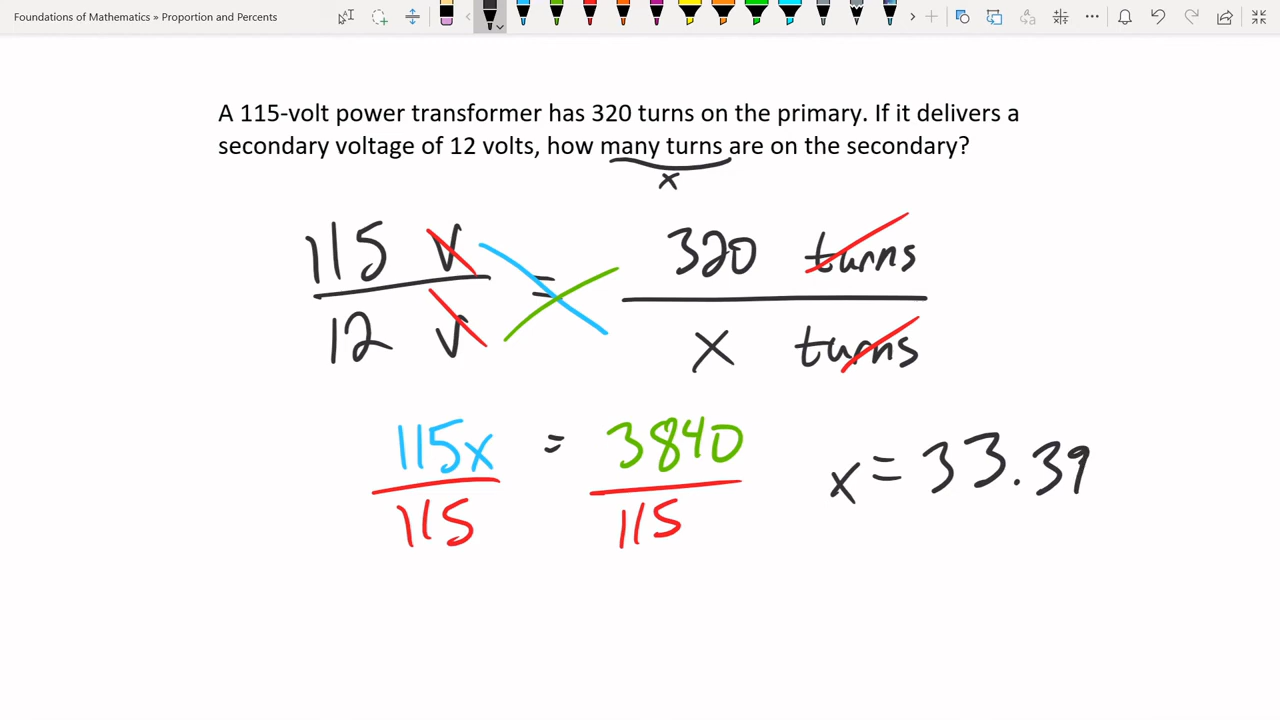 Foundations of Mathematics » Proportion and Percents
A 115-volt power transformer has 320 turns on the primary. If it delivers a
secondary voltage of 12 volts, how many turns are on the secondary?
x
115 v = 320 turns
12 v x turns
115x = 3840
115 115
x = 33.39